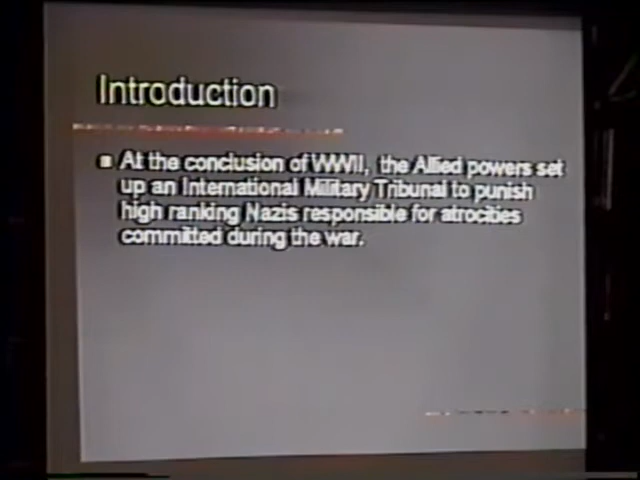 Introduction
At the conclusion of WWII, the Allied powers set
up an International Military Tribunal to punish
high ranking Nazis responsible for atrocities
committed during the war.